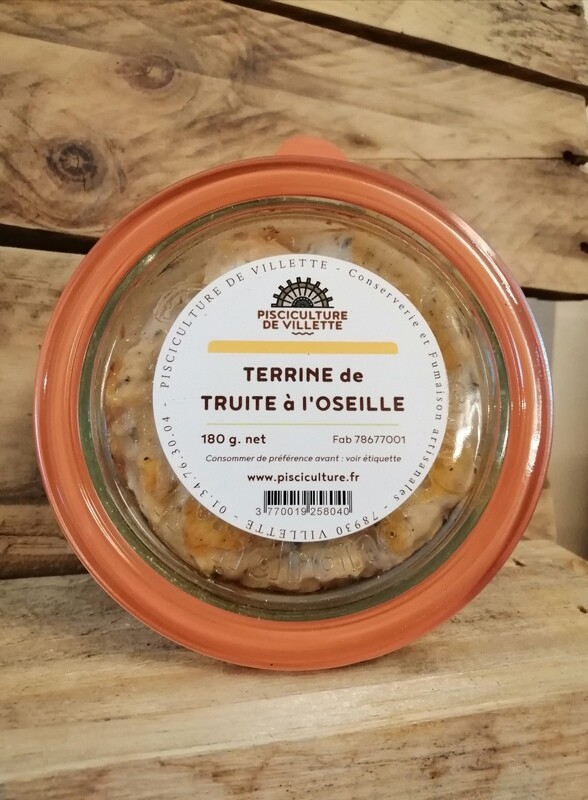 PISCICULTURE DE VILLETTE - Conserverie et Fumaison artisanales - 78930 VILLETTE - 01.34.76.30.04 -
PISCICULTURE
DE VILLETTE
TERRINE de
TRUITE à l'OSEILLE
180 g. net
Fab 78677001
Consommer de préférence avant : voir étiquette
www.pisciculture.fr
3 770019 258040